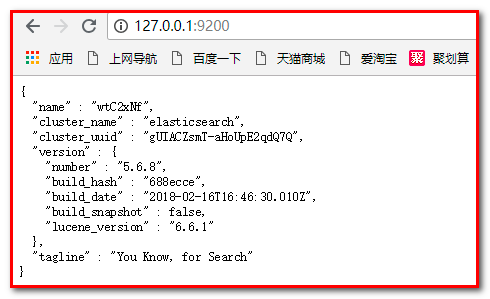 127.0.0.1:9200
应用 上网导航 百度一下 天猫商城 爱淘宝 聚 聚划算
{
"name" : "wtC2xNf",
"cluster_name" : "elasticsearch",
"cluster_uuid" : "gUIACZsmT-aHoUpE2qdQ7Q",
"version" : {
"number" : "5.6.8",
"build_hash" : "688ecce",
"build_date" : "2018-02-16T16:46:30.010Z",
"build_snapshot" : false,
"lucene_version" : "6.6.1"
},
"tagline" : "You Know, for Search"
}